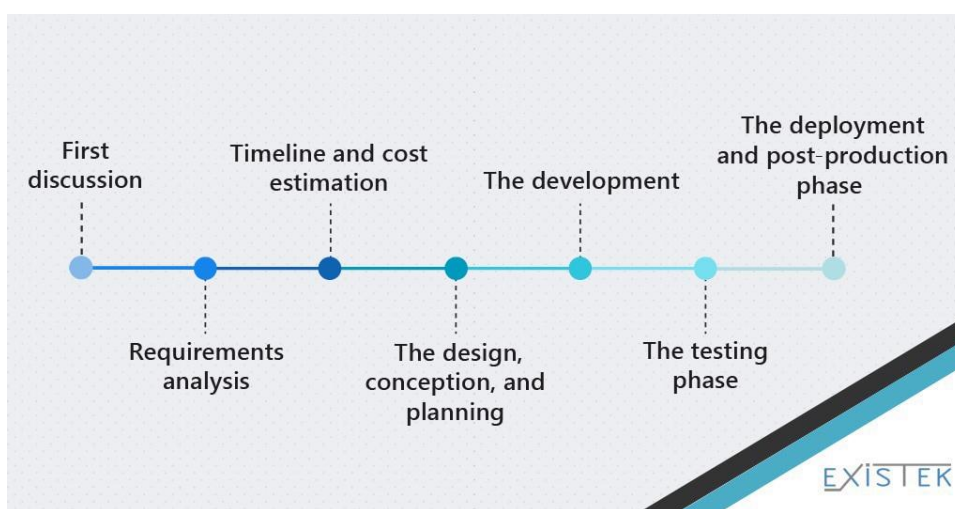 First
discussion
Requirements
analysis
Timeline and cost
estimation
The design,
conception, and
planning
The development
The testing
phase
The deployment
and post-production
phase
EXISTEK